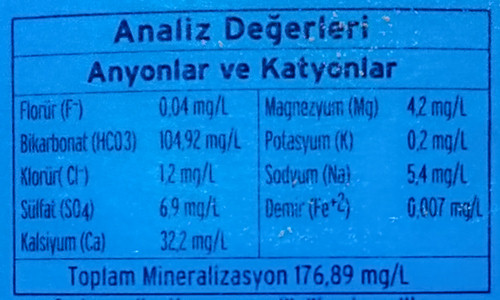 Analiz Değerleri
Anyonlar ve Katyonlar
Florür (F-) 0,04 mg/L Magnezyum (Mg) 4,2 mg/L
Bikarbonat (HCO3) 104,92 mg/L Potasyum (K) 0,2 mg/L
Klorür( Cl-) 1,2 mg/L Sodyum (Na) 5,4 mg/L
Sülfat (SO4) 6,9 mg/L Demir (Fe+2) 0,007 mg/L
Kalsiyum (Ca) 32,2 mg/L
Toplam Mineralizasyon 176,89 mg/L